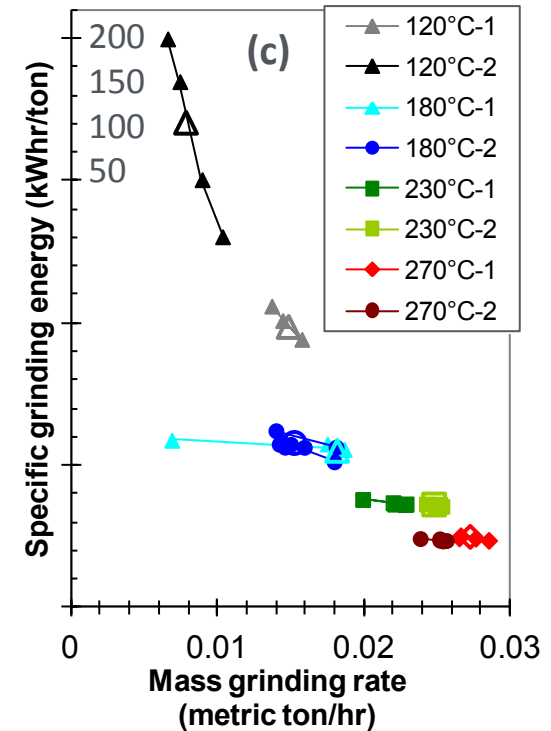 (c)
200
150
100
50
Specific grinding energy (kWhr/ton)
120°C-1
120°C-2
180°C-1
180°C-2
230°C-1
230°C-2
270°C-1
270°C-2
0 0.01 0.02 0.03
Mass grinding rate
(metric ton/hr)